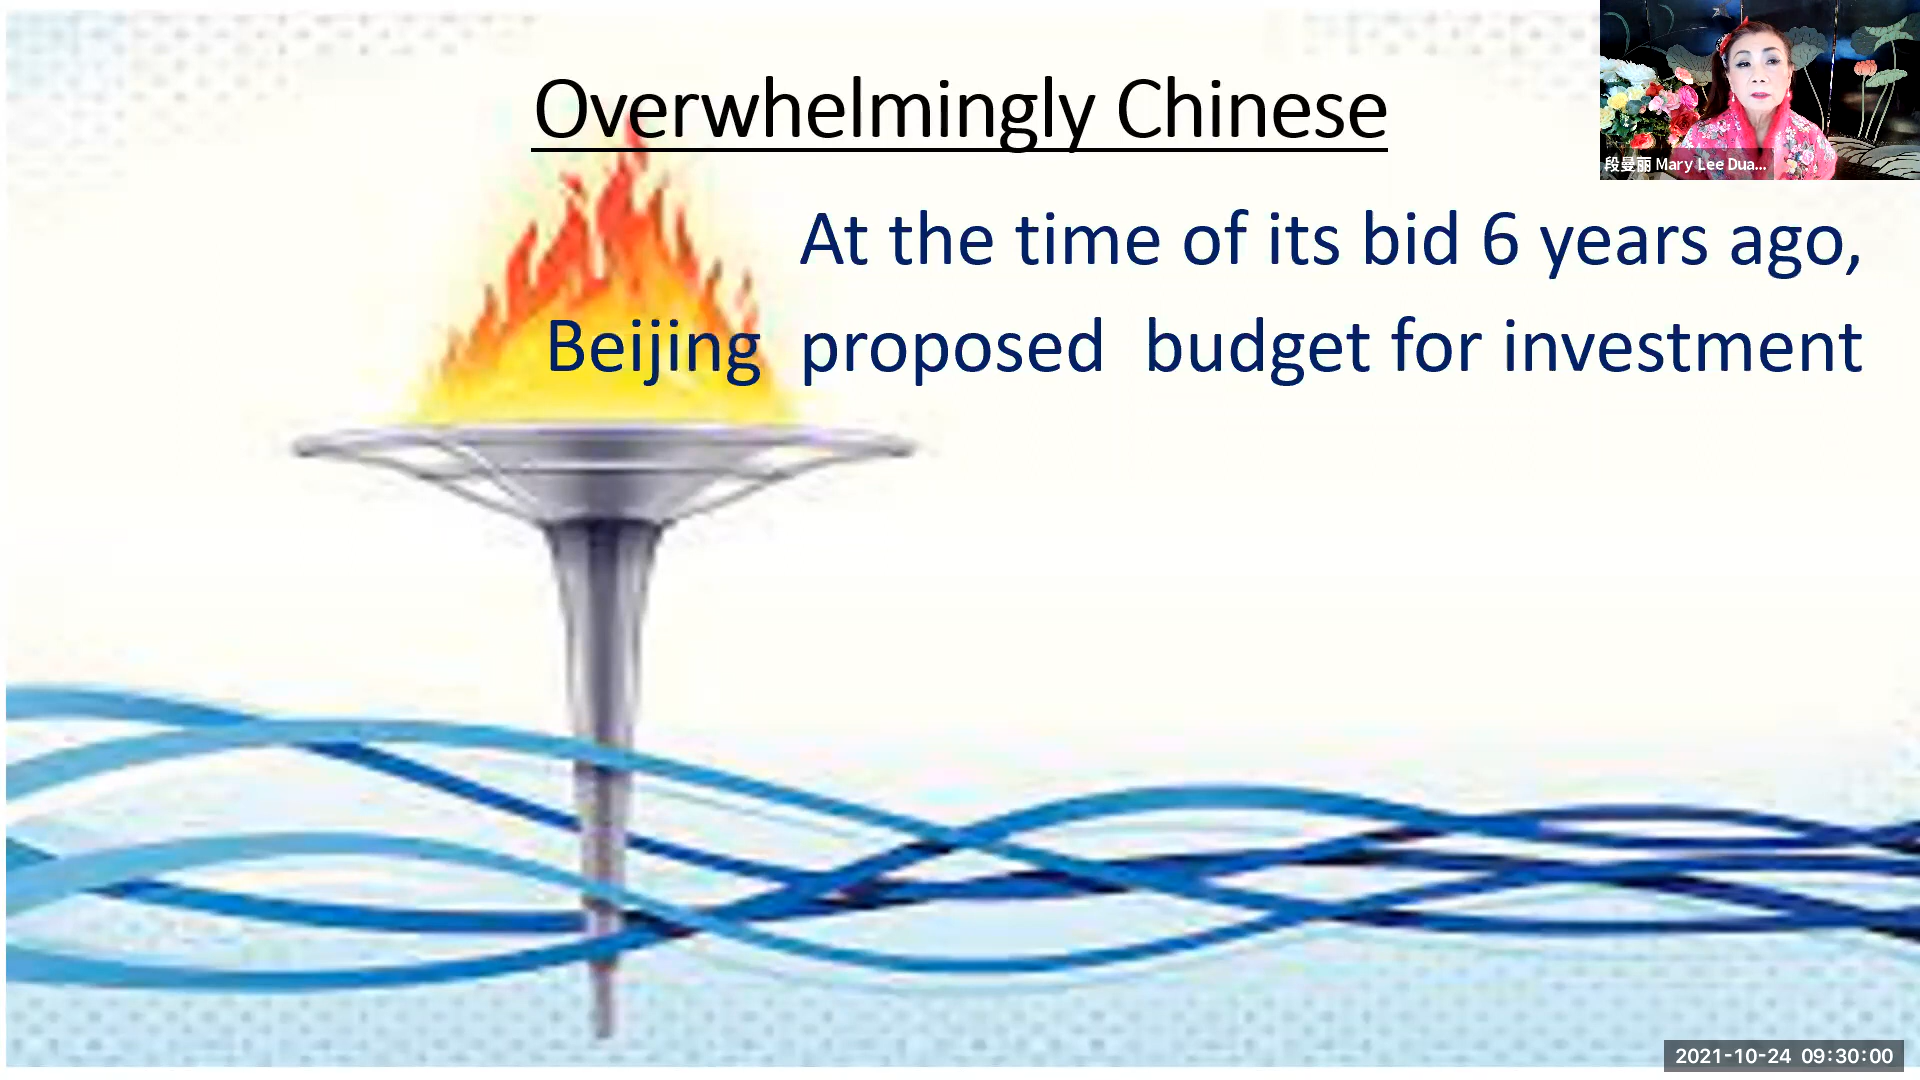 Overwhelmingly Chinese
段曼丽 Mary Lee Dua...
At the time of its bid 6 years ago,
Beijing proposed budget for investment
2021-10-24 09:30:00